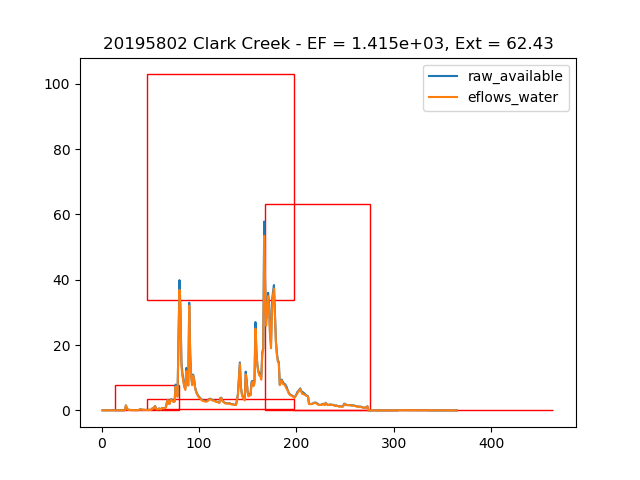 20195802 Clark Creek - EF = 1.415e+03, Ext = 62.43
raw_available
eflows_water
100
80
60
40
20
0
0 100 200 300 400